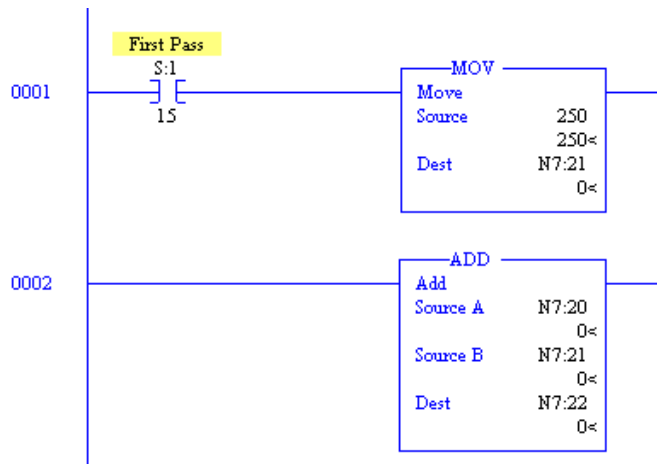 First Pass
S:1
15
0001
MOV
Move
Source 250
250<
Dest N7:21
0<
0002
ADD
Add
Source A N7:20
0<
Source B N7:21
0<
Dest N7:22
0<